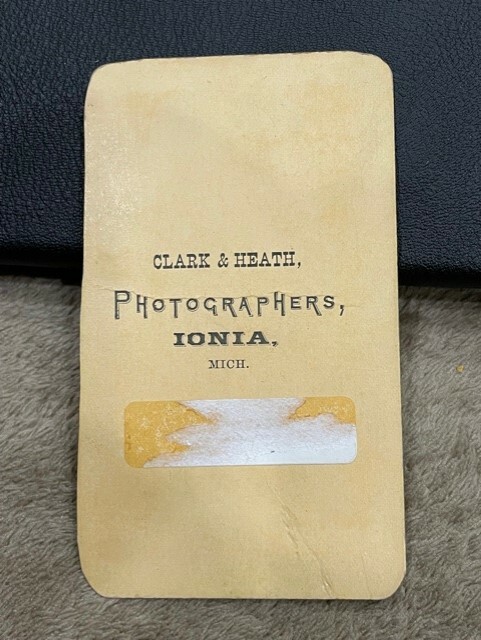 CLARK & HEATH,
PHOTOGRAPHERS,
IONIA,
MICH.